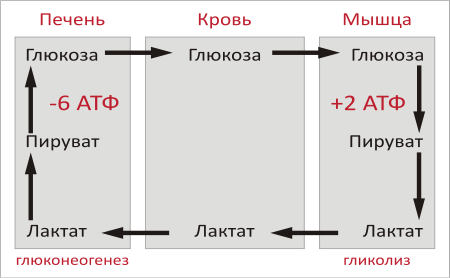 Печень Кровь Мышца
Глюкоза Глюкоза Глюкоза
-6 АТФ +2 АТФ
Пируват Пируват
Лактат Лактат Лактат
глюконеогенез гликолиз